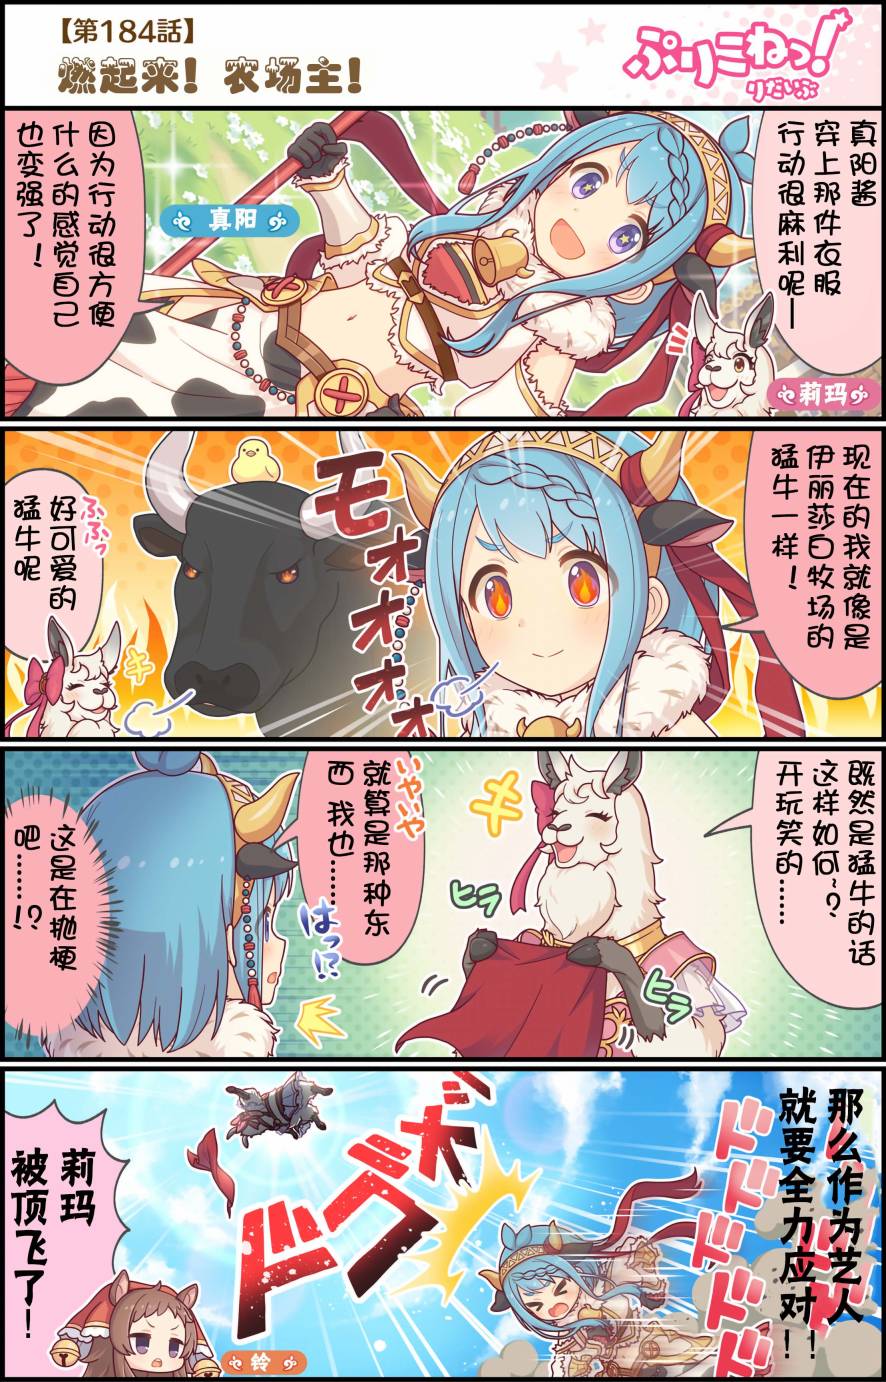 【第184話】
燃起来！ 农场主！
ぷりこねっ！
りだいぶ
真阳酱
穿上那件衣服
行动很麻利呢ー
因为行动很方便
什么的感觉自己
也变强了！
真阳
莉玛
现在的我就像是
伊丽莎白牧场的
猛牛一样！
モオオオォ
ふふっ
好可爱的
猛牛呢
既然是猛牛的话
这样如何~?
开玩笑的……
ヒラ
ヒラ
いやいや
就算是那种东
西 我也……
はっ!?
这是在抛梗
吧……!?
那么作为艺人
就要全力应对!!
ドドドドド
莉玛
被顶飞了！
铃